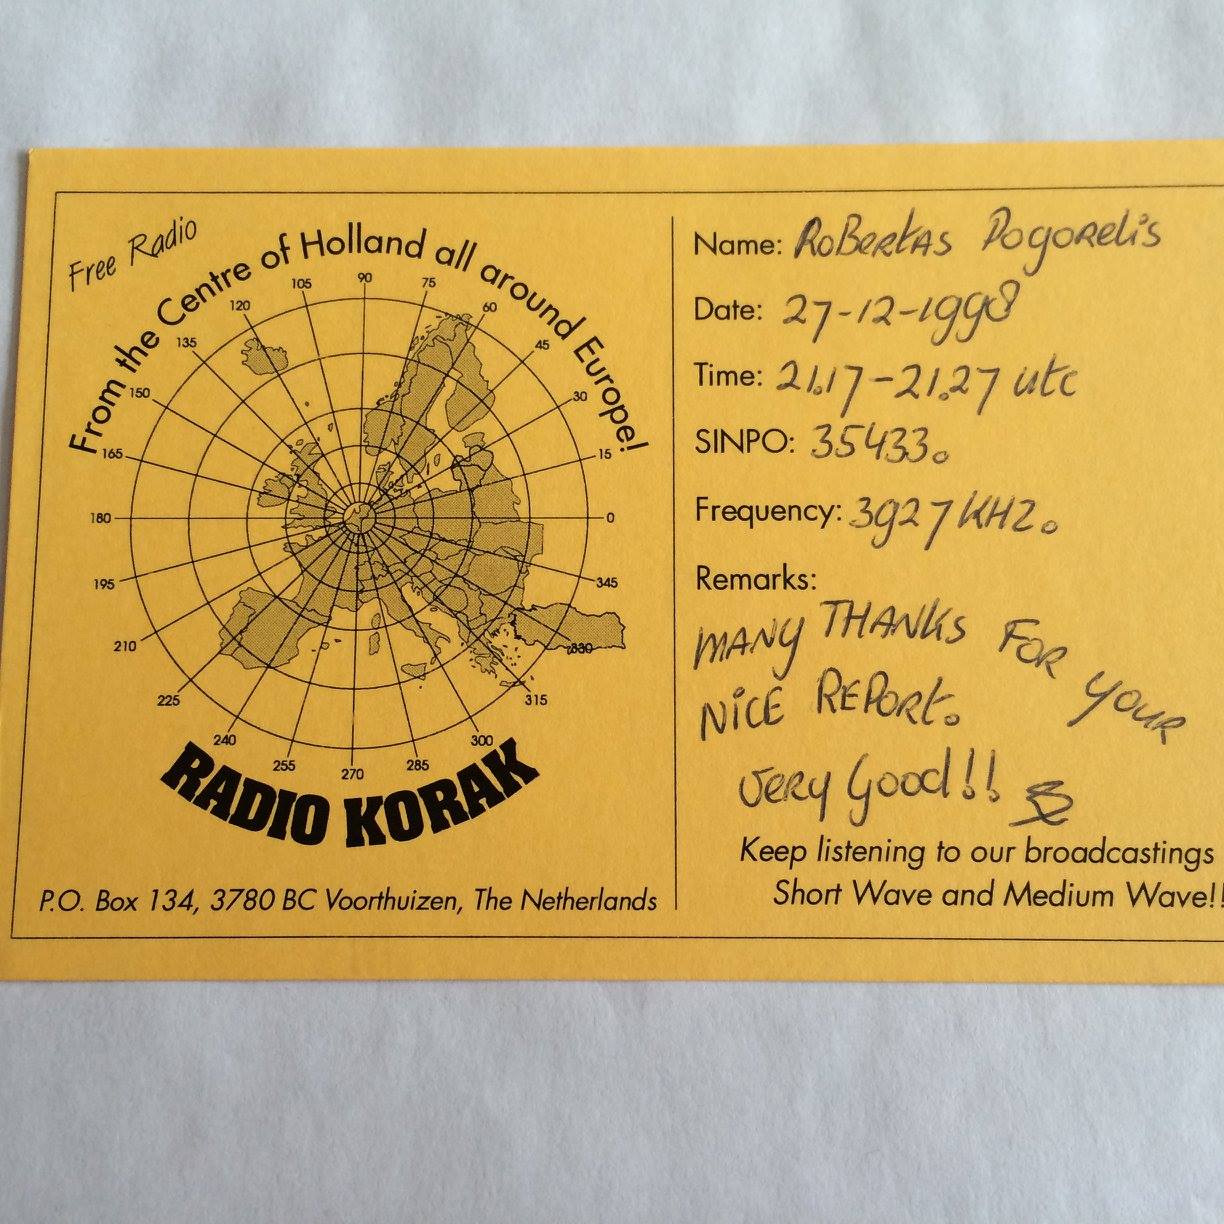 Free Radio
From the Centre of Holland all around Europe!
90
105
75
120
60
135
45
150
30
165
15
180
0
195
345
210
330
225
315
240
300
255
285
270
RADIO KORAK
P.O. Box 134, 3780 BC Voorthuizen, The Netherlands
Name: RoBertas Pogorelis
Date: 27-12-1998
Time: 21.17-21.27 utc
SINPO: 35433.
Frequency: 3927 KHZ.
Remarks:
MANY THANKS FOR YOUR
NiCE REPORt.
Very Good!!
Keep listening to our broadcastings
Short Wave and Medium Wave!!